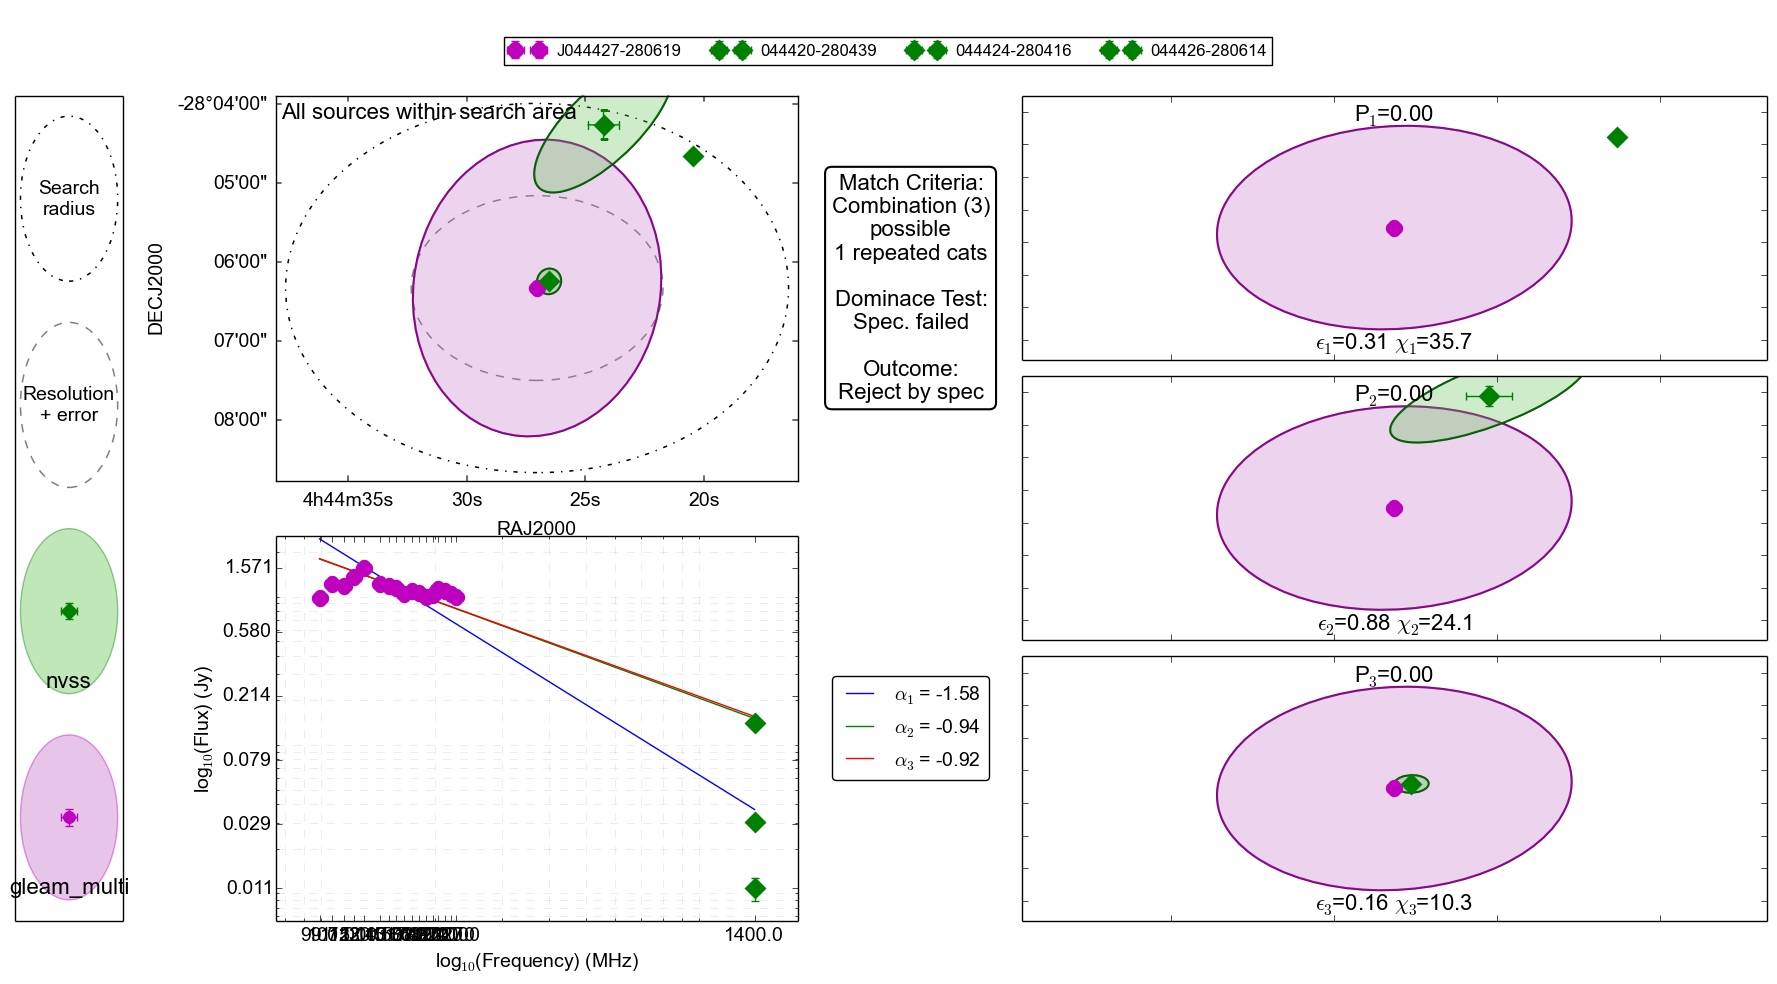 J044427-280619 044420-280439 044424-280416 044426-280614
Search
radius
Resolution
+ error
nvss
gleam_multi
All sources within search area
-28°04'00"
05'00"
06'00"
07'00"
08'00"
DECJ2000
4h44m35s 30s 25s 20s
RAJ2000
Match Criteria:
Combination (3)
possible
1 repeated cats
Dominace Test:
Spec. failed
Outcome:
Reject by spec
1.571
0.580
0.214
0.079
0.029
0.011
log₁₀(Flux) (Jy)
1400.0
log₁₀(Frequency) (MHz)
α₁ = -1.58
α₂ = -0.94
α₃ = -0.92
P₁=0.00
ϵ₁=0.31 χ₁=35.7
P₂=0.00
ϵ₂=0.88 χ₂=24.1
P₃=0.00
ϵ₃=0.16 χ₃=10.3